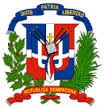 DIOS PATRIA LIBERTAD
REPUBLICA DOMINICANA